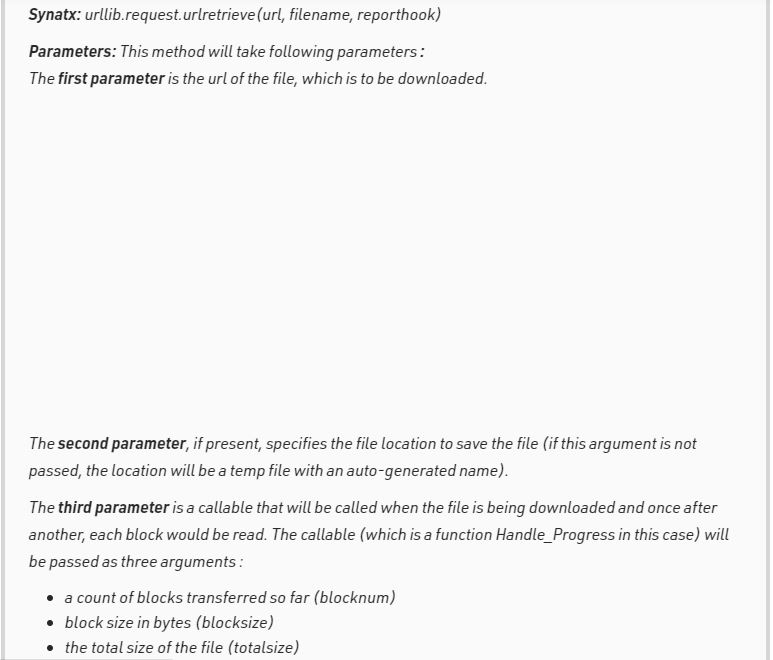 Synatx: urllib.request.urlretrieve(url, filename, reporthook)
Parameters: This method will take following parameters :
The first parameter is the url of the file, which is to be downloaded.
The second parameter, if present, specifies the file location to save the file (if this argument is not
passed, the location will be a temp file with an auto-generated name).
The third parameter is a callable that will be called when the file is being downloaded and once after
another, each block would be read. The callable (which is a function Handle_Progress in this case) will
be passed as three arguments :
• a count of blocks transferred so far (blocknum)
• block size in bytes (blocksize)
• the total size of the file (totalsize)